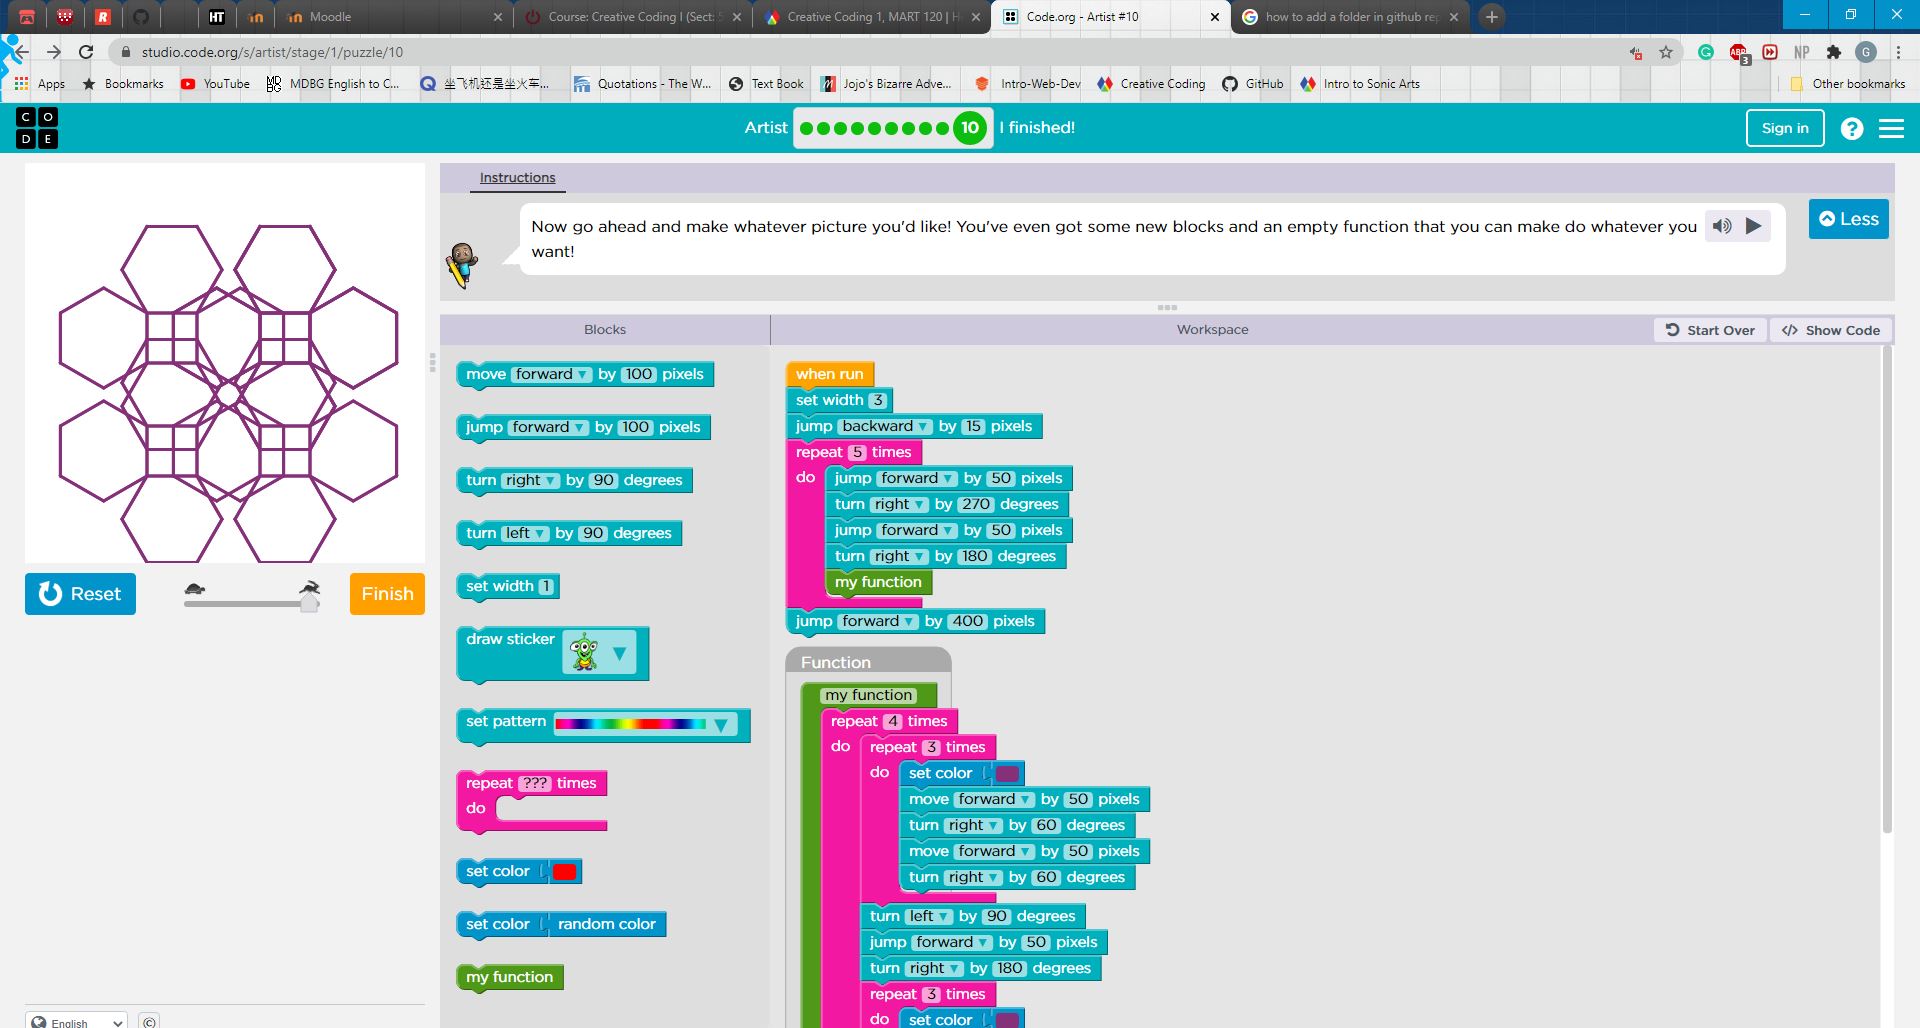 HT
Moodle
Course: Creative Coding I (Sect: 5
Creative Coding 1, MART 120 | H
Code.org - Artist #10
how to add a folder in github rep
studio.code.org/s/artist/stage/1/puzzle/10
ABP
3
NP
G
Apps
Bookmarks
YouTube
MDBG English to C...
坐飞机还是坐火车...
Quotations - The W...
Text Book
Jojo's Bizarre Adve...
Intro-Web-Dev
Creative Coding
GitHub
Intro to Sonic Arts
Other bookmarks
C O
D E
Artist
10
I finished!
Sign in
?
Instructions
Now go ahead and make whatever picture you'd like! You've even got some new blocks and an empty function that you can make do whatever you
want!
Less
Blocks
Workspace
Start Over
Show Code
Reset
Finish
move forward by 100 pixels
jump forward by 100 pixels
turn right by 90 degrees
turn left by 90 degrees
set width 1
draw sticker
set pattern
repeat ??? times
do
set color
set color random color
my function
when run
set width 3
jump backward by 15 pixels
repeat 5 times
do jump forward by 50 pixels
turn right by 270 degrees
jump forward by 50 pixels
turn right by 180 degrees
my function
jump forward by 400 pixels
Function
my function
repeat 4 times
do repeat 3 times
do set color
move forward by 50 pixels
turn right by 60 degrees
move forward by 50 pixels
turn right by 60 degrees
turn left by 90 degrees
jump forward by 50 pixels
turn right by 180 degrees
repeat 3 times
do set color
English
©